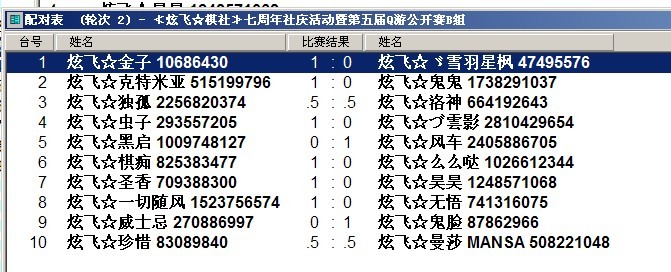 配对表 （轮次 2） - ≮炫飞☆棋社≯七周年社庆活动暨第五届Q游公开赛B组
台号 姓名 比赛结果 姓名
1 炫飞☆金子 10686430 1 : 0 炫飞☆ゞ雪羽星枫 47495576
2 炫飞☆克特米亚 515199796 1 : 0 炫飞☆鬼鬼 1738291037
3 炫飞☆独孤 2256820374 .5 : .5 炫飞☆洛神 664192643
4 炫飞☆虫子 293557205 1 : 0 炫飞☆づ雲影 2810429654
5 炫飞☆黑启 1009748127 0 : 1 炫飞☆风车 2405886705
6 炫飞☆棋痴 825383477 1 : 0 炫飞☆么么哒 1026612344
7 炫飞☆圣香 709388300 1 : 0 炫飞☆昊昊 1248571068
8 炫飞☆一切随风 1523756574 1 : 0 炫飞☆无悟 741316075
9 炫飞☆威士忌 270886997 0 : 1 炫飞☆鬼脸 87862966
10 炫飞☆珍惜 83089840 .5 : .5 炫飞☆曼莎 MANSA 508221048